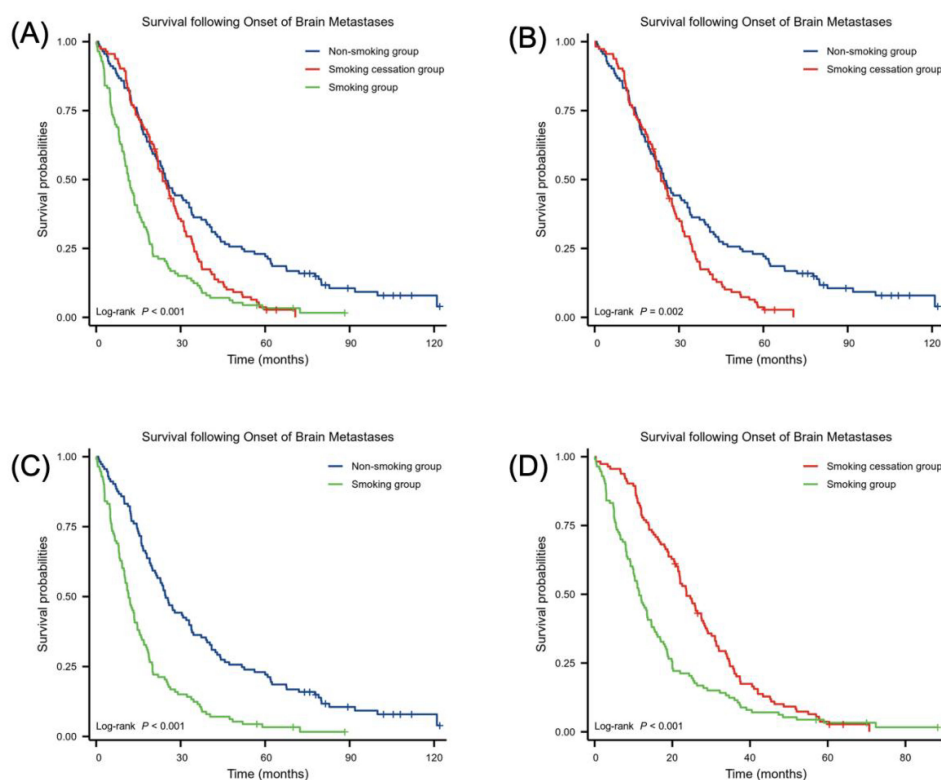 (A)
Survival following Onset of Brain Metastases
Non-smoking group
Smoking cessation group
Smoking group
Survival probabilities
1.00
0.75
0.50
0.25
0.00
Log-rank P < 0.001
0 30 60 90 120
Time (months)
(B)
Survival following Onset of Brain Metastases
Non-smoking group
Smoking cessation group
Survival probabilities
1.00
0.75
0.50
0.25
0.00
Log-rank P = 0.002
0 30 60 90 120
Time (months)
(C)
Survival following Onset of Brain Metastases
Non-smoking group
Smoking group
Survival probabilities
1.00
0.75
0.50
0.25
0.00
Log-rank P < 0.001
0 30 60 90 120
Time (months)
(D)
Survival following Onset of Brain Metastases
Smoking cessation group
Smoking group
Survival probabilities
1.00
0.75
0.50
0.25
0.00
Log-rank P < 0.001
0 20 40 60 80
Time (months)